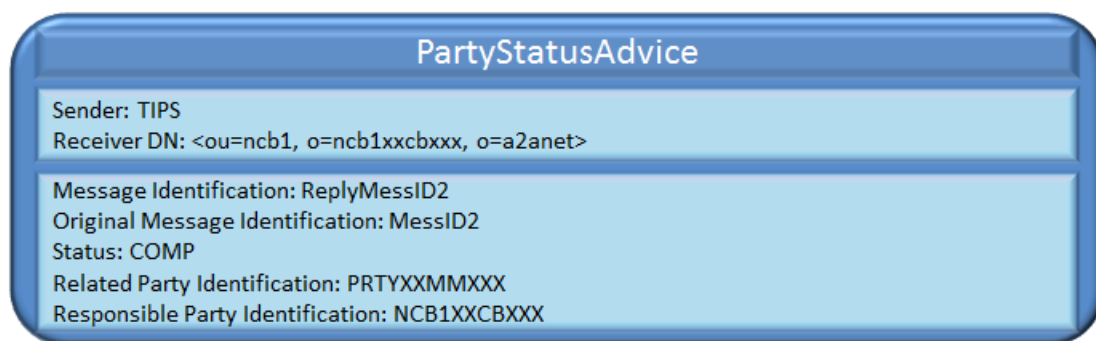 PartyStatusAdvice
Sender: TIPS
Receiver DN: <ou=ncb1, o=ncb1xxcbxxx, o=a2anet>
Message Identification: ReplyMessID2
Original Message Identification: MessID2
Status: COMP
Related Party Identification: PRTYXXMMXXX
Responsible Party Identification: NCB1XXCBXXX